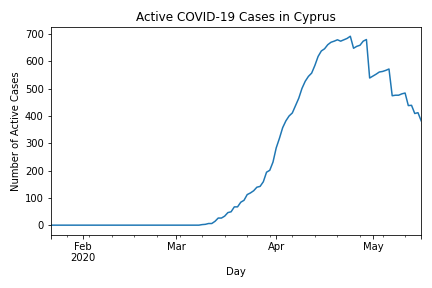 Active COVID-19 Cases in Cyprus
700
600
500
400
300
200
100
0
Number of Active Cases
Feb
2020
Mar
Apr
May
Day